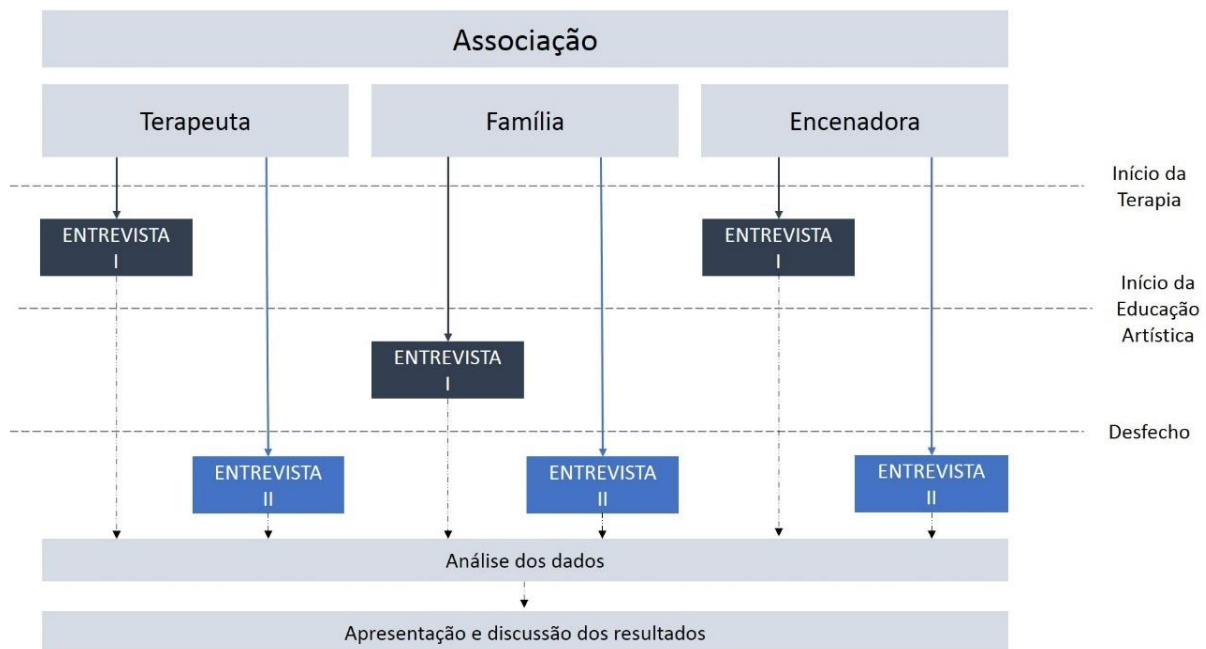 Associação
Terapeuta
Família
Encenadora
Início da
Terapia
ENTREVISTA
I
ENTREVISTA
I
Início da
Educação
Artística
ENTREVISTA
I
Desfecho
ENTREVISTA
II
ENTREVISTA
II
ENTREVISTA
II
Análise dos dados
Apresentação e discussão dos resultados